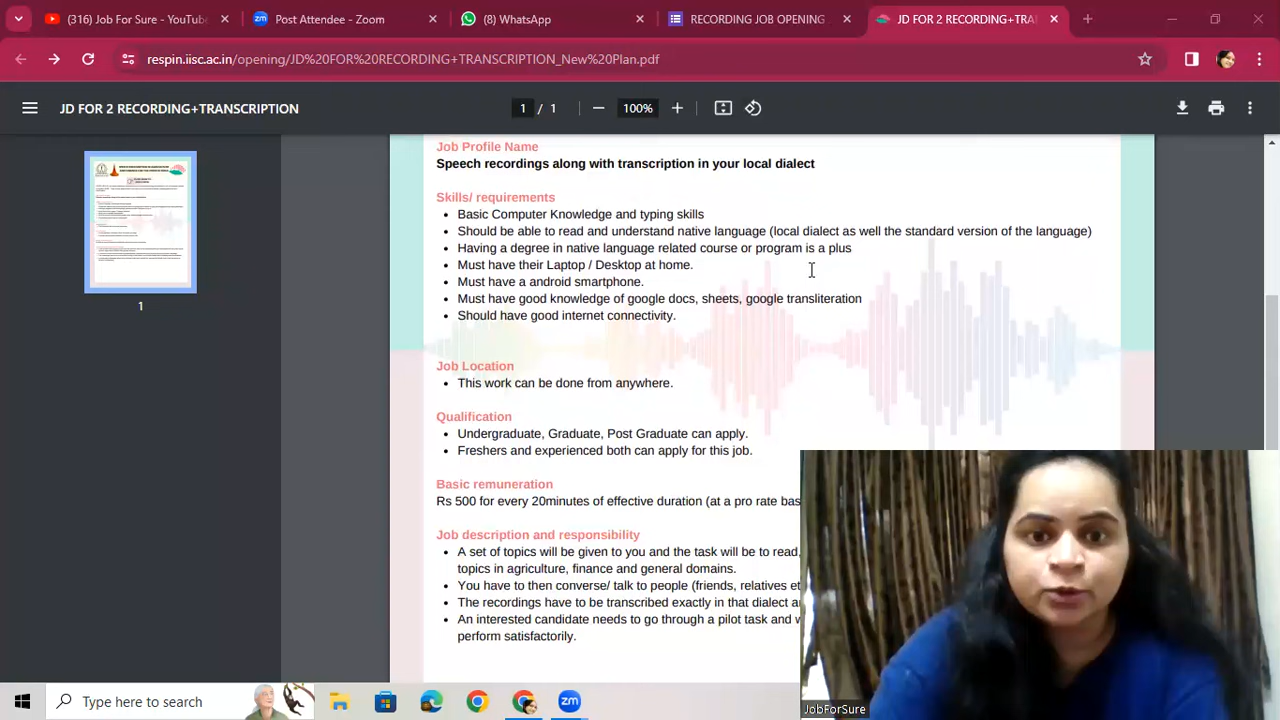 (316) Job For Sure - YouTube
Post Attendee - Zoom
(8) WhatsApp
RECORDING JOB OPENING
JD FOR 2 RECORDING+TRA
respin.iisc.ac.in/opening/JD%20FOR%20RECORDING+TRANSCRIPTION_New%20Plan.pdf
JD FOR 2 RECORDING+TRANSCRIPTION
1 / 1
100%
1
Job Profile Name
Speech recordings along with transcription in your local dialect
Skills/ requirements
• Basic Computer Knowledge and typing skills
• Should be able to read and understand native language (local dialect as well the standard version of the language)
• Having a degree in native language related course or program is a plus
• Must have their Laptop / Desktop at home.
• Must have a android smartphone.
• Must have good knowledge of google docs, sheets, google transliteration
• Should have good internet connectivity.
Job Location
• This work can be done from anywhere.
Qualification
• Undergraduate, Graduate, Post Graduate can apply.
• Freshers and experienced both can apply for this job.
Basic remuneration
Rs 500 for every 20minutes of effective duration (at a pro rate bas
Job description and responsibility
• A set of topics will be given to you and the task will be to read,
topics in agriculture, finance and general domains.
• You have to then converse/ talk to people (friends, relatives et
• The recordings have to be transcribed exactly in that dialect a
• An interested candidate needs to go through a pilot task and w
perform satisfactorily.
Type here to search
JobForSure